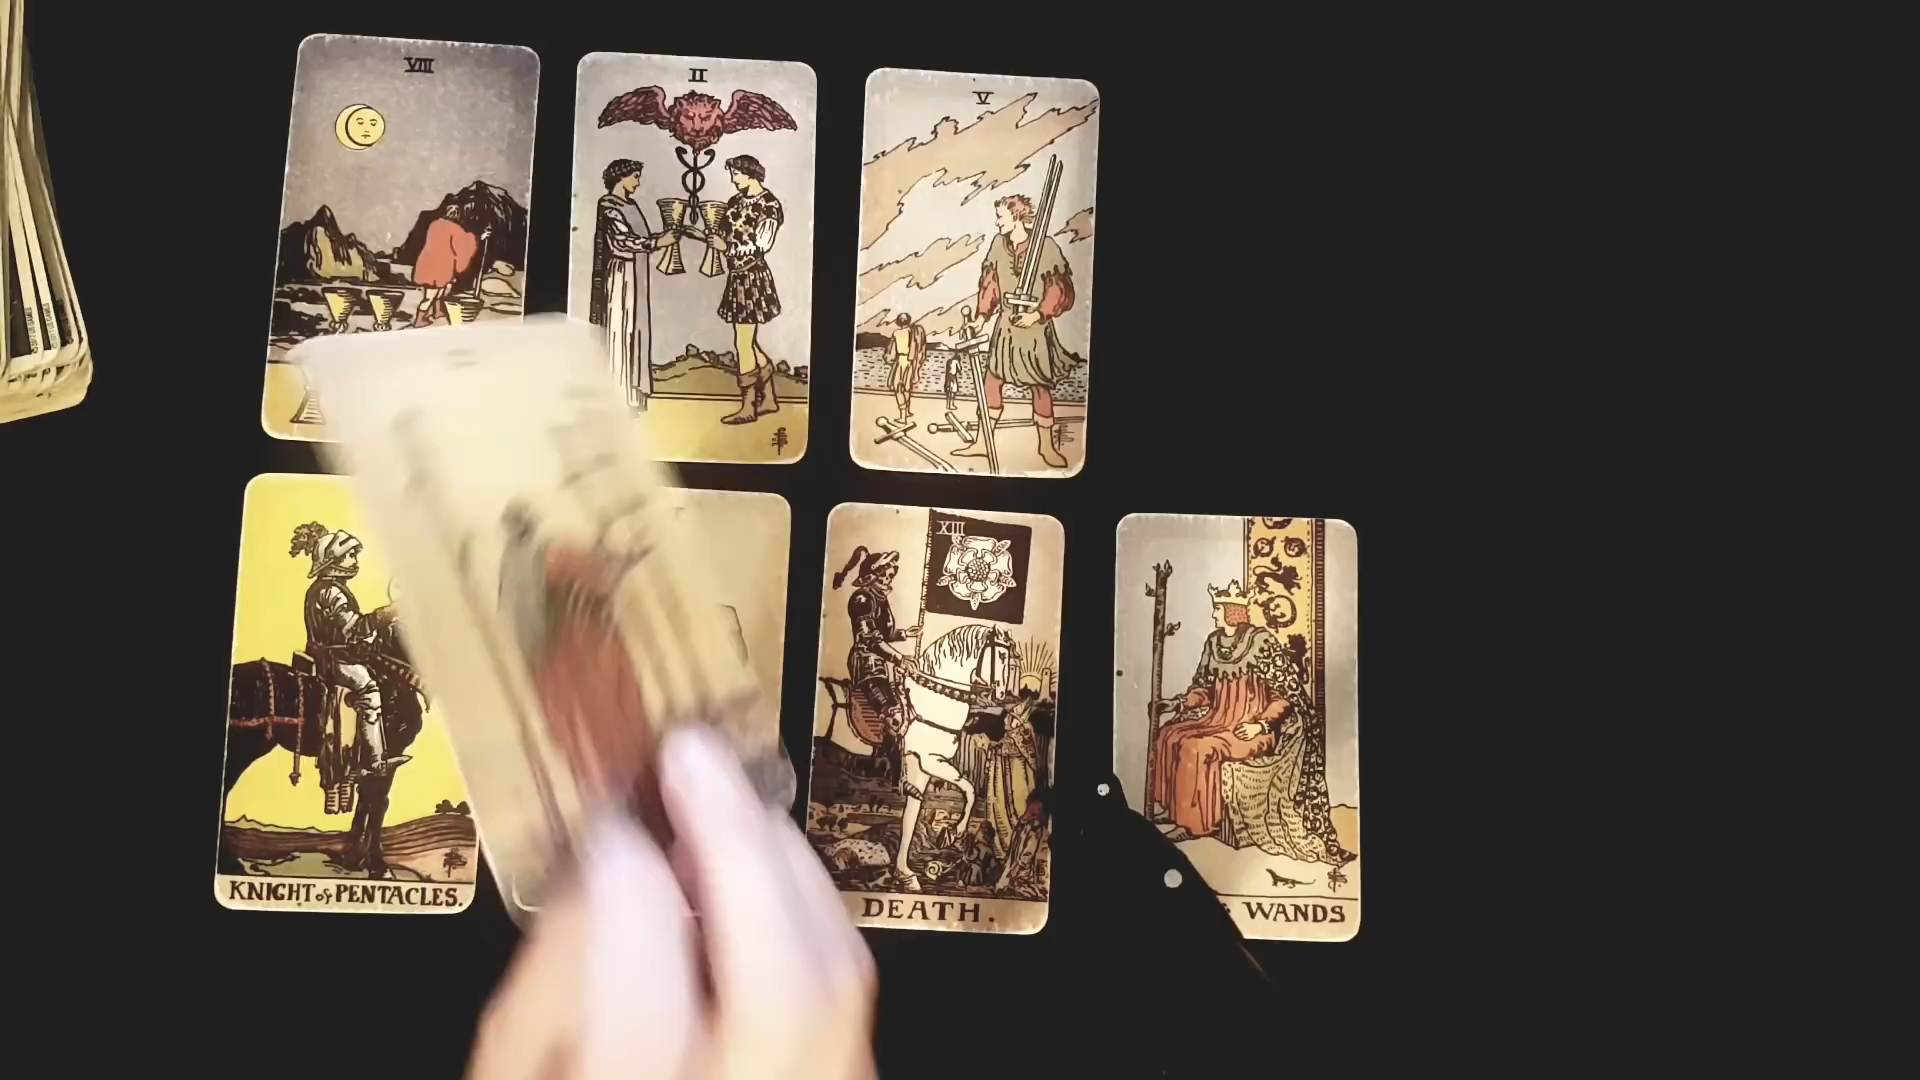 VIII
II
V
XIII
KNIGHT of PENTACLES.
DEATH.
WANDS